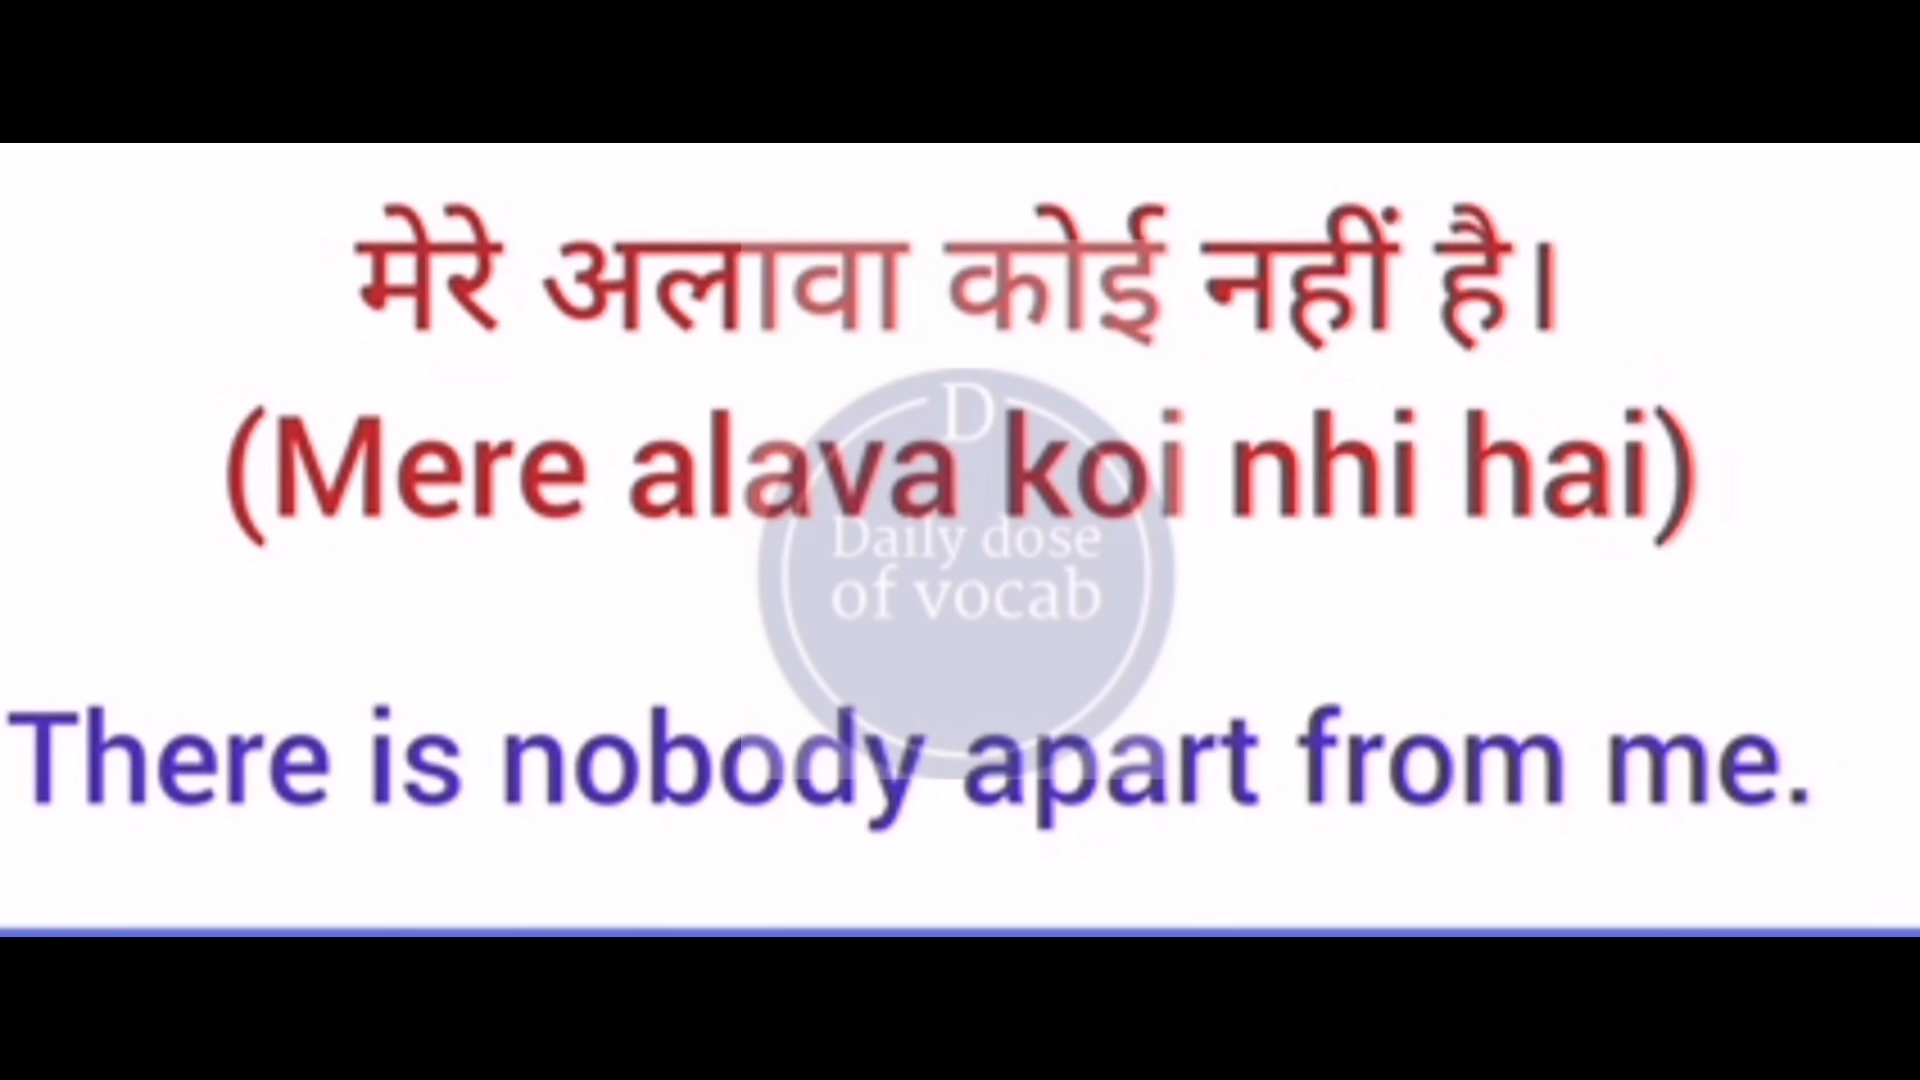 मेरे अलावा कोई नहीं है।
(Mere alava koi nhi hai)
D
Daily dose
of vocab
There is nobody apart from me.